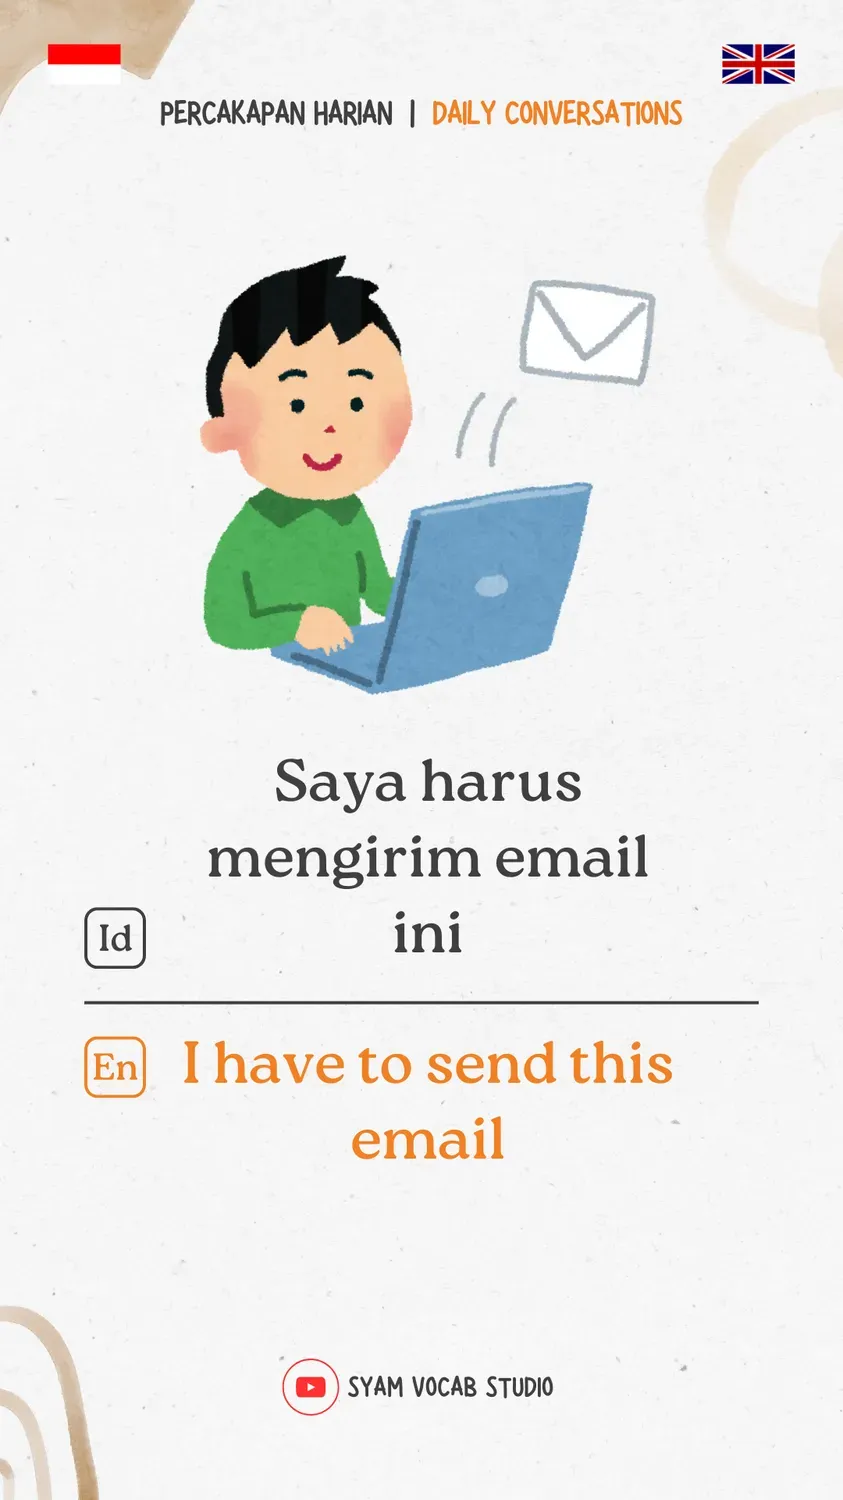 PERCAKAPAN HARIAN | DAILY CONVERSATIONS
Saya harus
mengirim email
ini
Id
En
I have to send this
email
SYAM VOCAB STUDIO